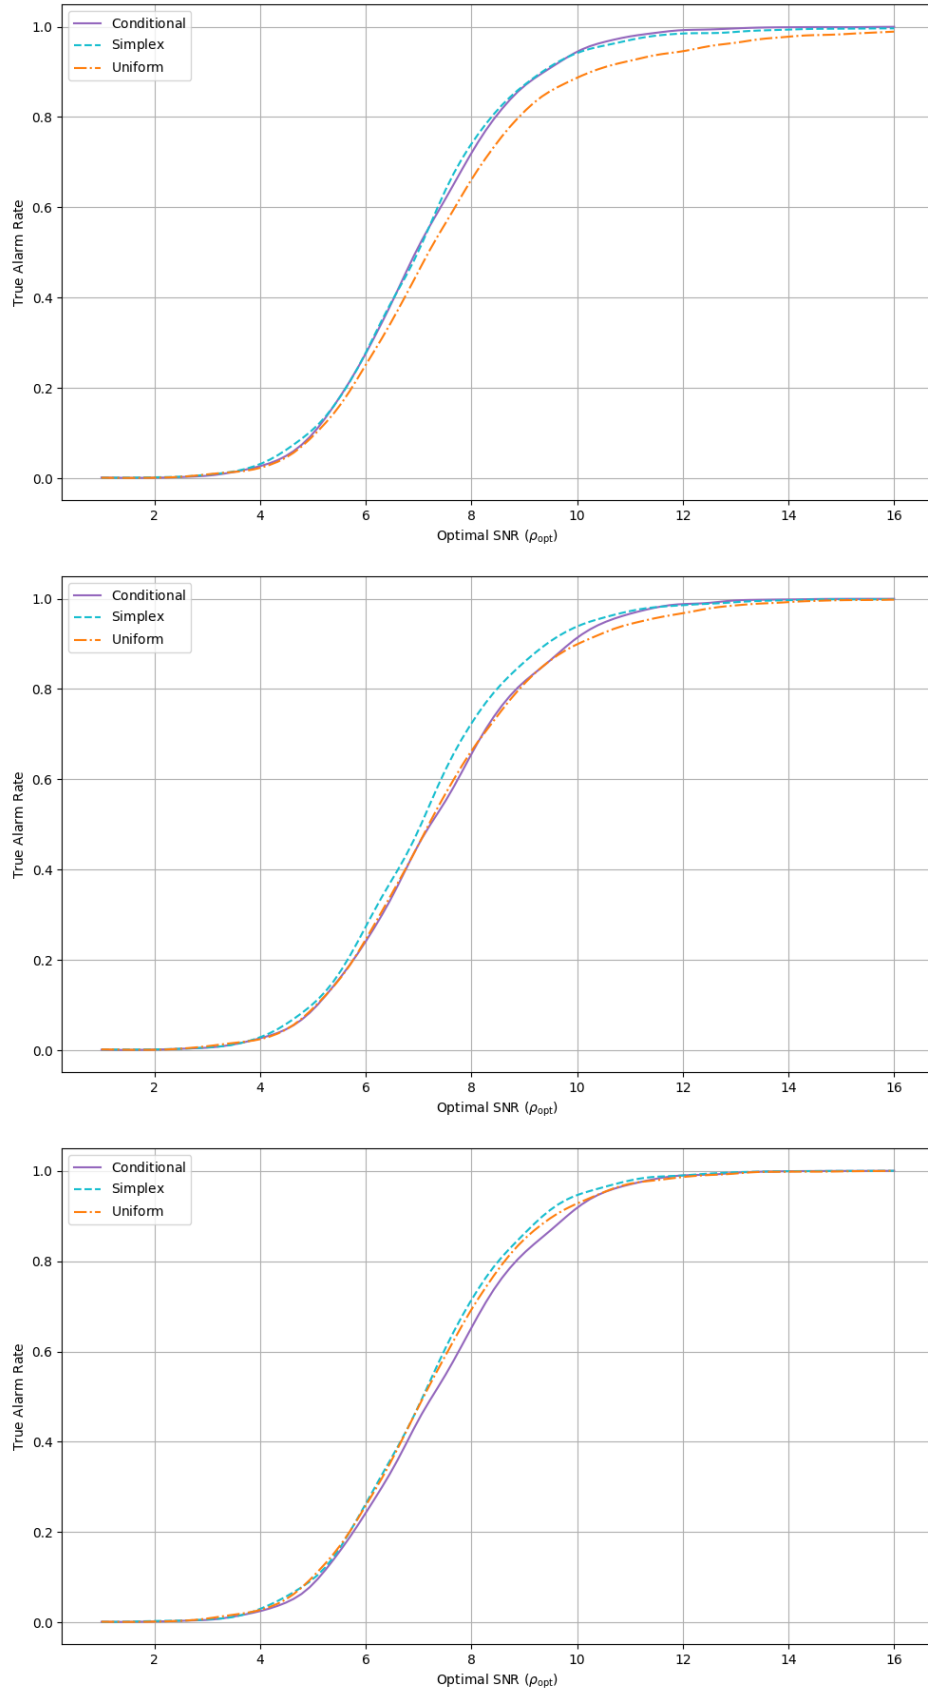 1.0
0.8
0.6
0.4
0.2
0.0
True Alarm Rate
Conditional
Simplex
Uniform
2 4 6 8 10 12 14 16
Optimal SNR (ρopt)
1.0
0.8
0.6
0.4
0.2
0.0
True Alarm Rate
Conditional
Simplex
Uniform
2 4 6 8 10 12 14 16
Optimal SNR (ρopt)
1.0
0.8
0.6
0.4
0.2
0.0
True Alarm Rate
Conditional
Simplex
Uniform
2 4 6 8 10 12 14 16
Optimal SNR (ρopt)